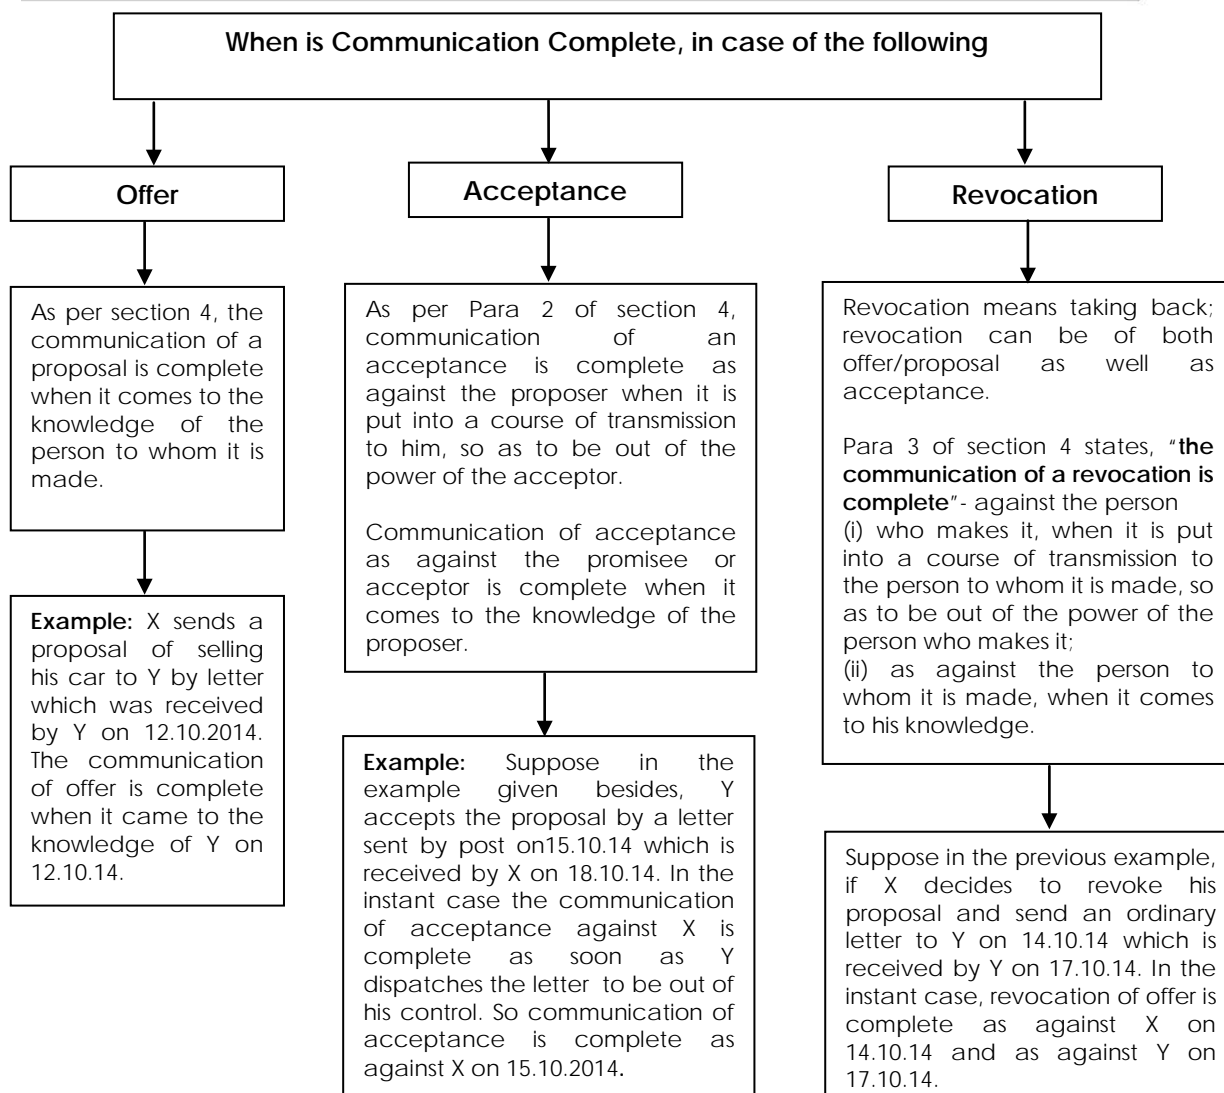 When is Communication Complete, in case of the following
Offer
As per section 4, the
communication of a
proposal is complete
when it comes to the
knowledge of the
person to whom it is
made.
Example: X sends a
proposal of selling
his car to Y by letter
which was received
by Y on 12.10.2014.
The communication
of offer is complete
when it came to the
knowledge of Y on
12.10.14.
Acceptance
As per Para 2 of section 4,
communication of an
acceptance is complete as
against the proposer when it is
put into a course of transmission
to him, so as to be out of the
power of the acceptor.
Communication of acceptance
as against the promisee or
acceptor is complete when it
comes to the knowledge of the
proposer.
Example: Suppose in the
example given besides, Y
accepts the proposal by a letter
sent by post on15.10.14 which is
received by X on 18.10.14. In the
instant case the communication
of acceptance against X is
complete as soon as Y
dispatches the letter to be out of
his control. So communication of
acceptance is complete as
against X on 15.10.2014.
Revocation
Revocation means taking back;
revocation can be of both
offer/proposal as well as
acceptance.
Para 3 of section 4 states, "the
communication of a revocation is
complete"- against the person
(i) who makes it, when it is put
into a course of transmission to
the person to whom it is made, so
as to be out of the power of the
person who makes it;
(ii) as against the person to
whom it is made, when it comes
to his knowledge.
Suppose in the previous example,
if X decides to revoke his
proposal and send an ordinary
letter to Y on 14.10.14 which is
received by Y on 17.10.14. In the
instant case, revocation of offer is
complete as against X on
14.10.14 and as against Y on
17.10.14.